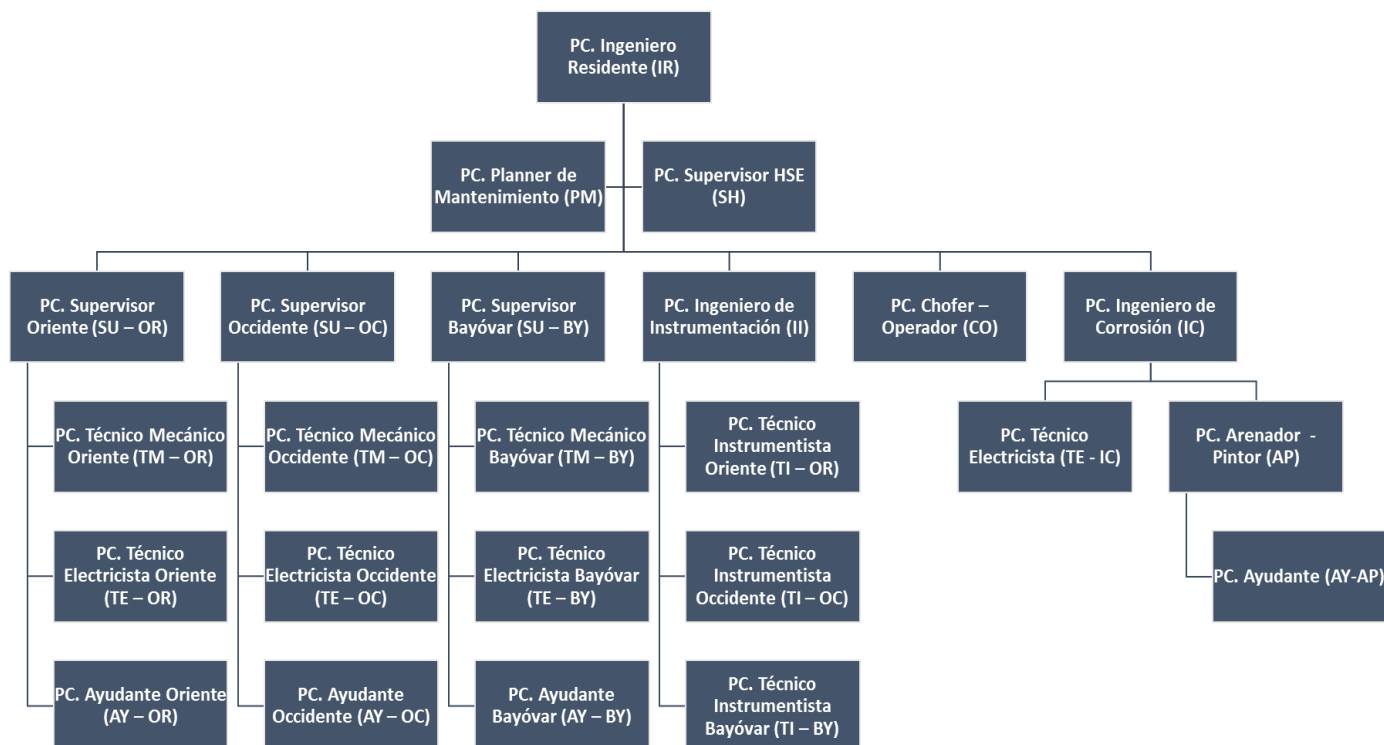 PC. Ingeniero
Residente (IR)
PC. Planner de
Mantenimiento (PM)
PC. Supervisor HSE
(SH)
PC. Supervisor
Oriente (SU – OR)
PC. Supervisor
Occidente (SU – OC)
PC. Supervisor
Bayóvar (SU – BY)
PC. Ingeniero de
Instrumentación (II)
PC. Chofer –
Operador (CO)
PC. Ingeniero de
Corrosión (IC)
PC. Técnico Mecánico
Oriente (TM – OR)
PC. Técnico Mecánico
Occidente (TM – OC)
PC. Técnico Mecánico
Bayóvar (TM – BY)
PC. Técnico
Instrumentista
Oriente (TI – OR)
PC. Técnico
Electricista (TE - IC)
PC. Arenador -
Pintor (AP)
PC. Técnico
Electricista Oriente
(TE – OR)
PC. Técnico
Electricista Occidente
(TE – OC)
PC. Técnico
Electricista Bayóvar
(TE – BY)
PC. Técnico
Instrumentista
Occidente (TI – OC)
PC. Ayudante (AY-AP)
PC. Ayudante Oriente
(AY – OR)
PC. Ayudante
Occidente (AY – OC)
PC. Ayudante
Bayóvar (AY – BY)
PC. Técnico
Instrumentista
Bayóvar (TI – BY)